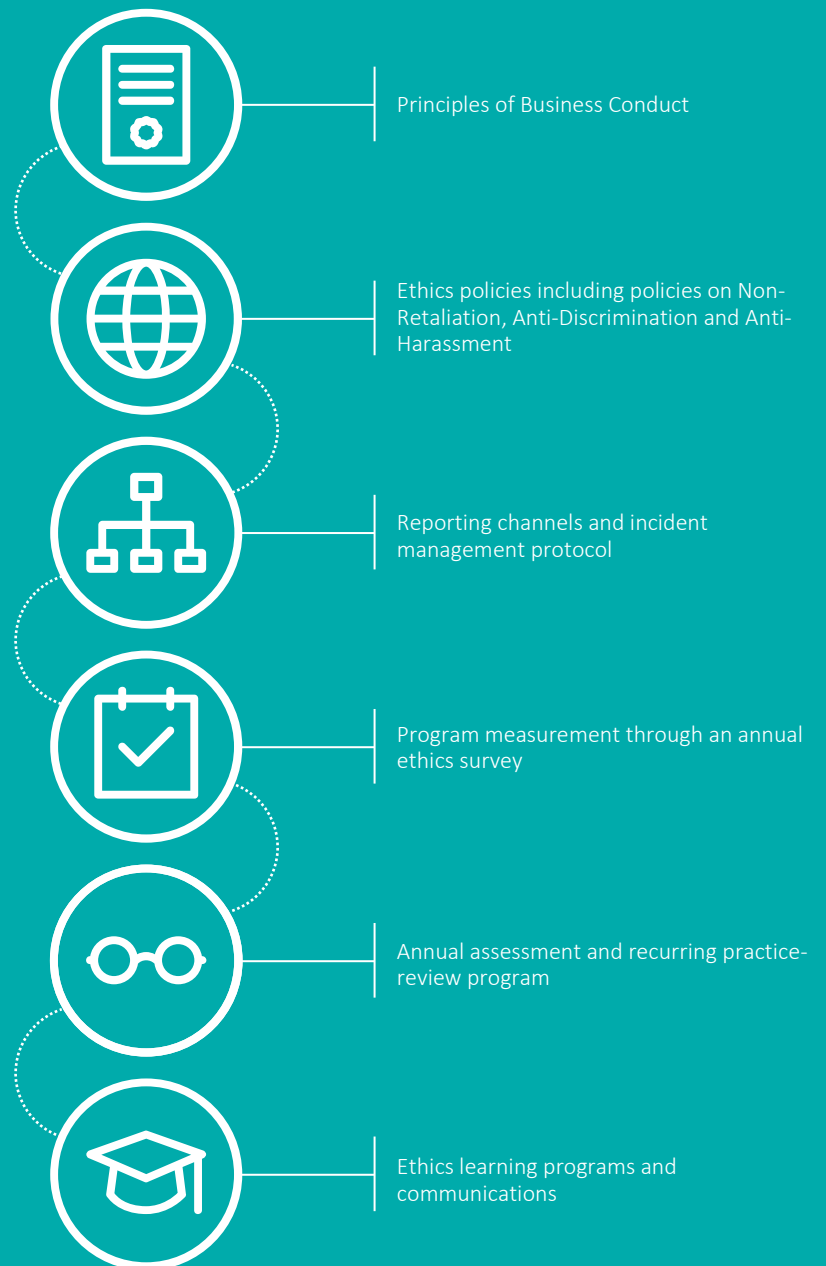 Principles of Business Conduct
Ethics policies including policies on Non-
Retaliation, Anti-Discrimination and Anti-
Harassment
Reporting channels and incident
management protocol
Program measurement through an annual
ethics survey
Annual assessment and recurring practice-
review program
Ethics learning programs and
communications